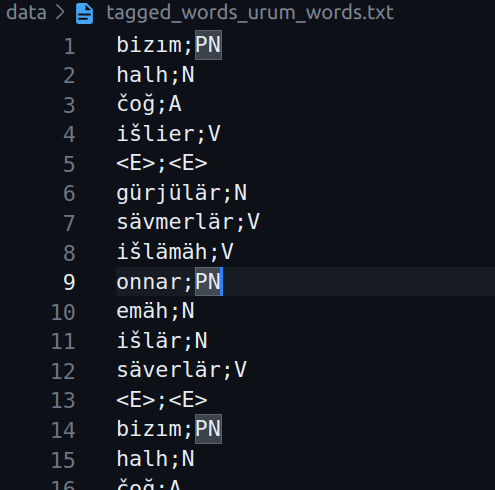 data > tagged_words_urum_words.txt
1 bizım;PN
2 halh;N
3 čoğ;A
4 išlier;V
5 <E>;<E>
6 gürjülär;N
7 sävmerlär;V
8 išlämäh;V
9 onnar;PN
10 emäh;N
11 išlär;N
12 säverlär;V
13 <E>;<E>
14 bizım;PN
15 halh;N
16 čoğ;A